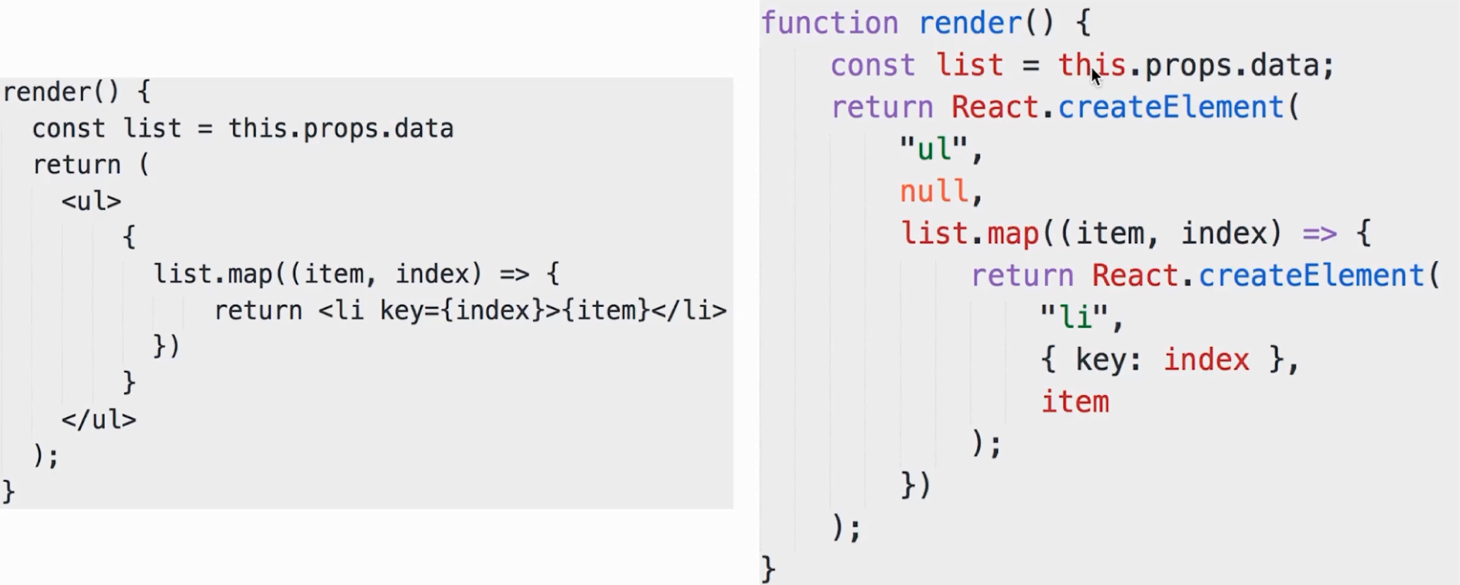 render() {
  const list = this.props.data
  return (
    <ul>
        {
          list.map((item, index) => {
              return <li key={index}>{item}</li>
          })
        }
    </ul>
  );
}
function render() {
    const list = this.props.data;
    return React.createElement(
        "ul",
        null,
        list.map((item, index) => {
            return React.createElement(
                "li",
                { key: index },
                item
            );
        })
    );
}